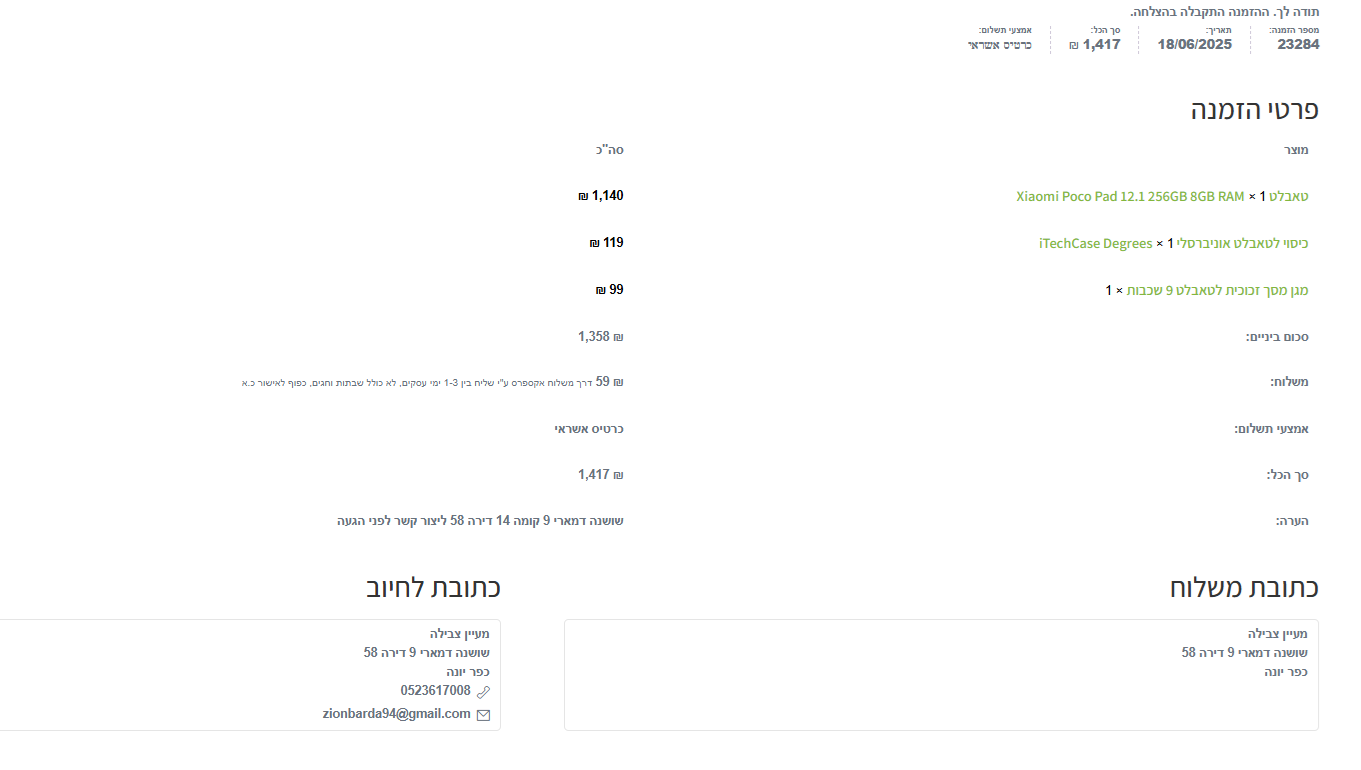 תודה לך. ההזמנה התקבלה בהצלחה.
מספר הזמנה:
23284
תאריך:
18/06/2025
סך הכל:
1,417 ₪
אמצעי תשלום:
כרטיס אשראי
פרטי הזמנה
מוצר סה"כ
טאבלט Xiaomi Poco Pad 12.1 256GB 8GB RAM × 1 1,140 ₪
כיסוי לטאבלט אוניברסלי iTechCase Degrees × 1 119 ₪
מגן מסך זכוכית לטאבלט 9 שכבות × 1 99 ₪
סכום ביניים: 1,358 ₪
משלוח: 59 ₪ דרך משלוח אקספרס ע"י שליח בין 1-3 ימי עסקים, לא כולל שבתות וחגים, כפוף לאישור כ.א
אמצעי תשלום: כרטיס אשראי
סך הכל: 1,417 ₪
הערה: שושנה דמארי 9 קומה 14 דירה 58 ליצור קשר לפני הגעה
כתובת משלוח
מעיין צבילה
שושנה דמארי 9 דירה 58
כפר יונה
כתובת לחיוב
מעיין צבילה
שושנה דמארי 9 דירה 58
כפר יונה
0523617008
zionbarda94@gmail.com